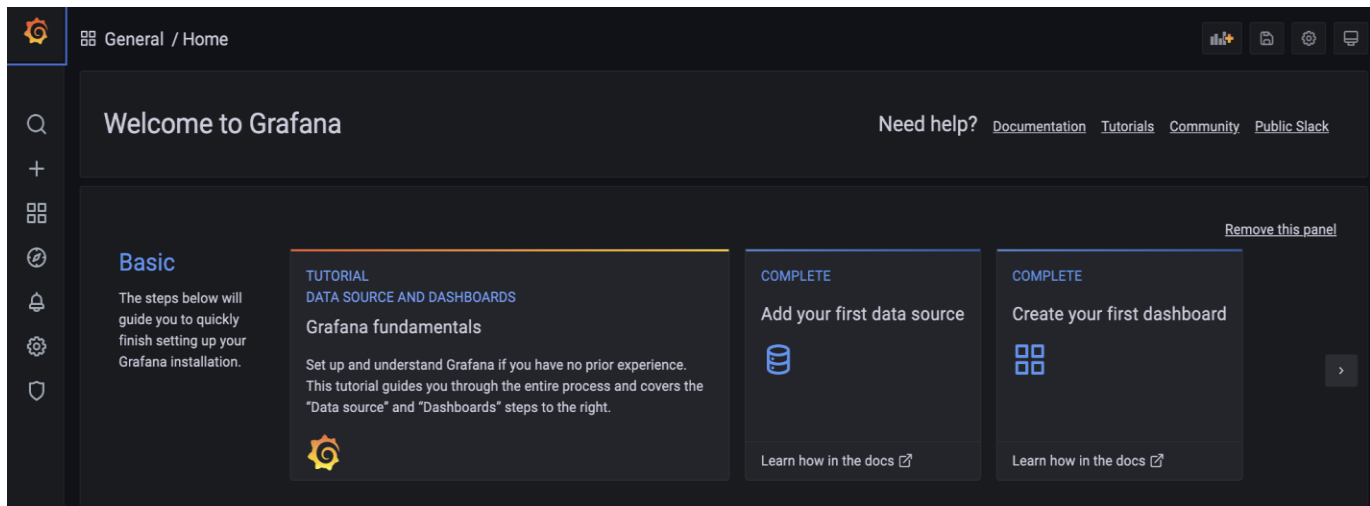 General / Home
Welcome to Grafana
Need help? Documentation Tutorials Community Public Slack
Remove this panel
Basic
The steps below will
guide you to quickly
finish setting up your
Grafana installation.
TUTORIAL
DATA SOURCE AND DASHBOARDS
Grafana fundamentals
Set up and understand Grafana if you have no prior experience.
This tutorial guides you through the entire process and covers the
"Data source" and "Dashboards" steps to the right.
COMPLETE
Add your first data source
Learn how in the docs
COMPLETE
Create your first dashboard
Learn how in the docs